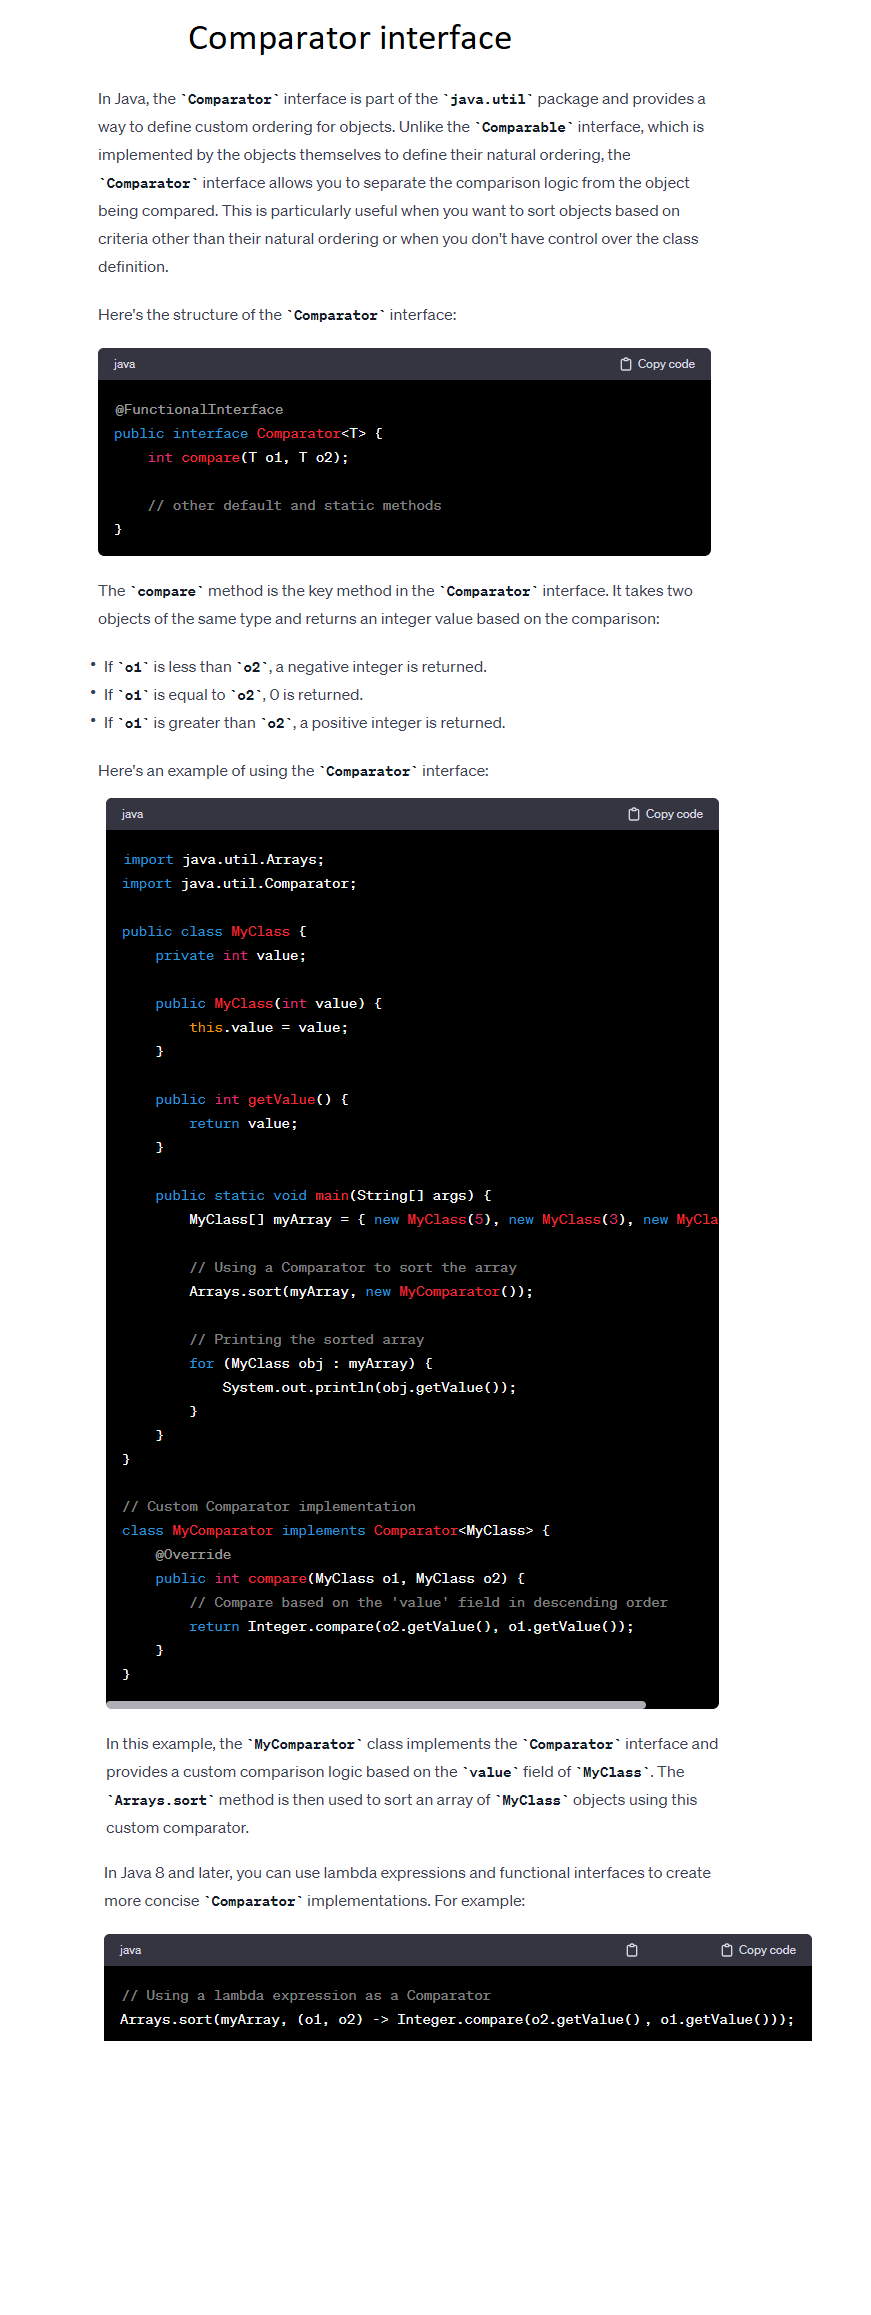 Comparator interface
In Java, the `Comparator` interface is part of the `java.util` package and provides a
way to define custom ordering for objects. Unlike the `Comparable` interface, which is
implemented by the objects themselves to define their natural ordering, the
`Comparator` interface allows you to separate the comparison logic from the object
being compared. This is particularly useful when you want to sort objects based on
criteria other than their natural ordering or when you don't have control over the class
definition.
Here's the structure of the `Comparator` interface:
java Copy code
@FunctionalInterface
public interface Comparator<T> {
    int compare(T o1, T o2);
    // other default and static methods
}
The `compare` method is the key method in the `Comparator` interface. It takes two
objects of the same type and returns an integer value based on the comparison:
• If `o1` is less than `o2`, a negative integer is returned.
• If `o1` is equal to `o2`, 0 is returned.
• If `o1` is greater than `o2`, a positive integer is returned.
Here's an example of using the `Comparator` interface:
java Copy code
import java.util.Arrays;
import java.util.Comparator;
public class MyClass {
    private int value;
    public MyClass(int value) {
        this.value = value;
    }
    public int getValue() {
        return value;
    }
    public static void main(String[] args) {
        MyClass[] myArray = { new MyClass(5), new MyClass(3), new MyCla
        // Using a Comparator to sort the array
        Arrays.sort(myArray, new MyComparator());
        // Printing the sorted array
        for (MyClass obj : myArray) {
            System.out.println(obj.getValue());
        }
    }
}
// Custom Comparator implementation
class MyComparator implements Comparator<MyClass> {
    @Override
    public int compare(MyClass o1, MyClass o2) {
        // Compare based on the 'value' field in descending order
        return Integer.compare(o2.getValue(), o1.getValue());
    }
}
In this example, the `MyComparator` class implements the `Comparator` interface and
provides a custom comparison logic based on the `value` field of `MyClass`. The
`Arrays.sort` method is then used to sort an array of `MyClass` objects using this
custom comparator.
In Java 8 and later, you can use lambda expressions and functional interfaces to create
more concise `Comparator` implementations. For example:
java Copy code
// Using a lambda expression as a Comparator
Arrays.sort(myArray, (o1, o2) -> Integer.compare(o2.getValue(), o1.getValue()));